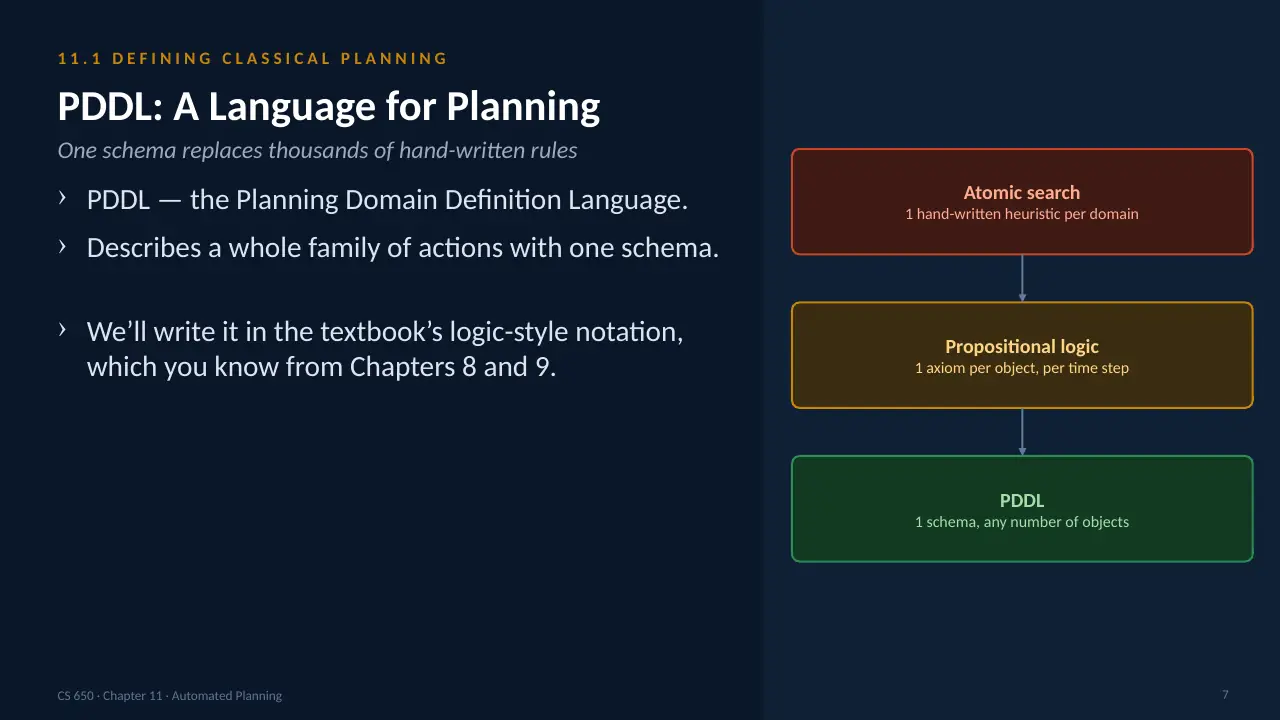 11.1 DEFINING CLASSICAL PLANNING
PDDL: A Language for Planning
One schema replaces thousands of hand-written rules
› PDDL — the Planning Domain Definition Language.
› Describes a whole family of actions with one schema.
› We’ll write it in the textbook’s logic-style notation,
which you know from Chapters 8 and 9.
Atomic search
1 hand-written heuristic per domain
Propositional logic
1 axiom per object, per time step
PDDL
1 schema, any number of objects
CS 650 · Chapter 11 · Automated Planning
7